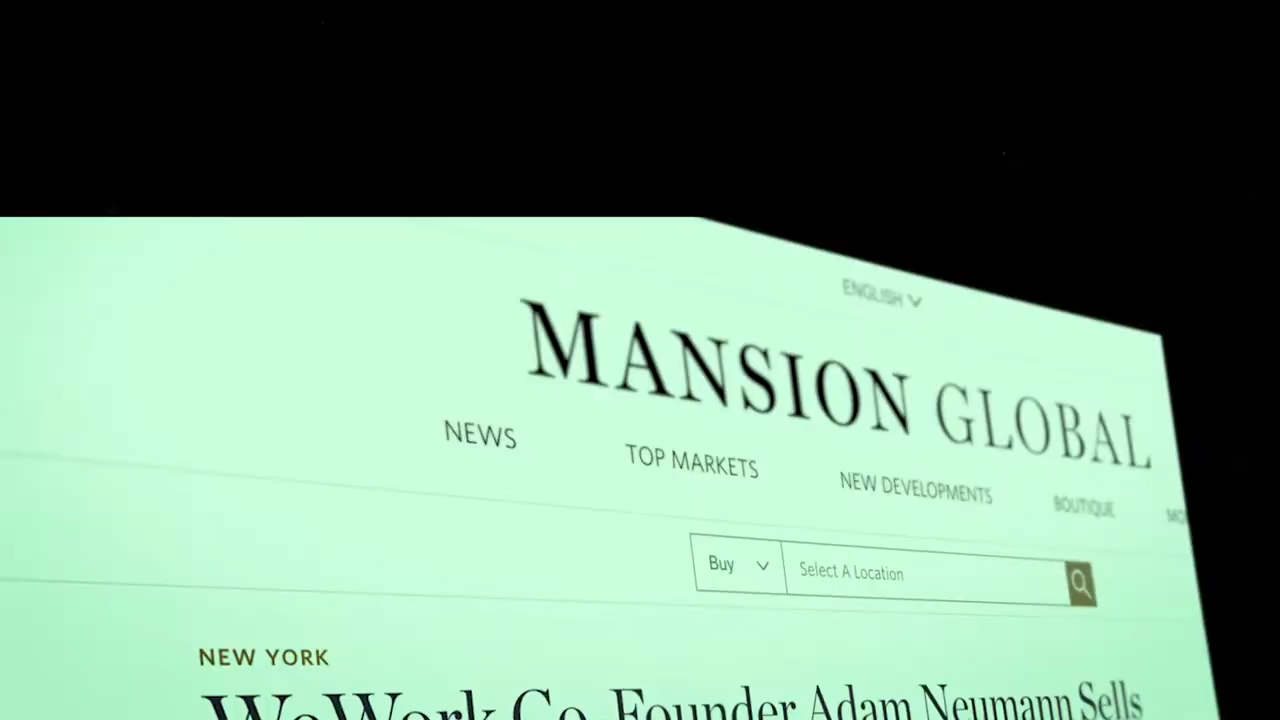 ENGLISH
MANSION GLOBAL
NEWS TOP MARKETS NEW DEVELOPMENTS BOUTIQUE MO
Buy Select A Location
NEW YORK
WeWork Co-Founder Adam Neumann Sells